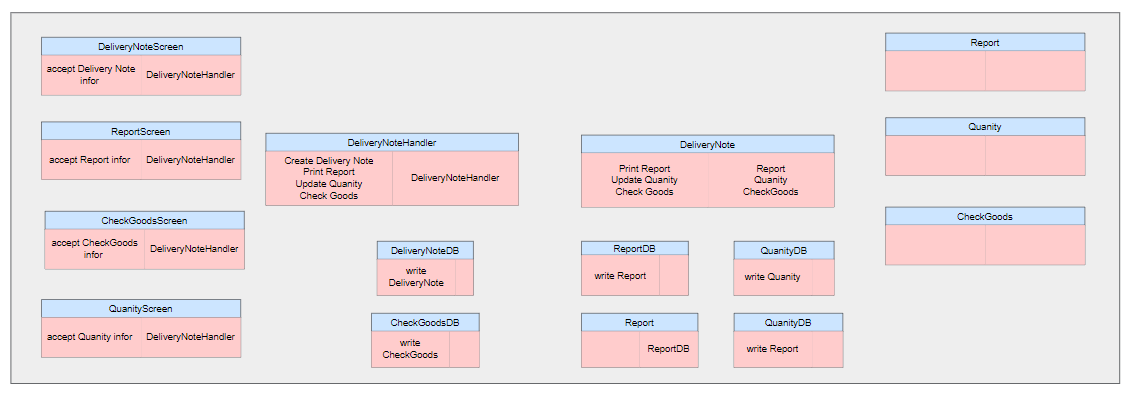 DeliveryNoteScreen
accept Delivery Note
infor
DeliveryNoteHandler
ReportScreen
accept Report infor
DeliveryNoteHandler
CheckGoodsScreen
accept CheckGoods
infor
DeliveryNoteHandler
QuanityScreen
accept Quanity infor
DeliveryNoteHandler
DeliveryNoteHandler
Create Delivery Note
Print Report
Update Quanity
Check Goods
DeliveryNoteHandler
DeliveryNoteDB
write
DeliveryNote
CheckGoodsDB
write
CheckGoods
DeliveryNote
Print Report
Update Quanity
Check Goods
Report
Quanity
CheckGoods
ReportDB
write Report
QuanityDB
write Quanity
Report
ReportDB
QuanityDB
write Report
Report
Quanity
CheckGoods